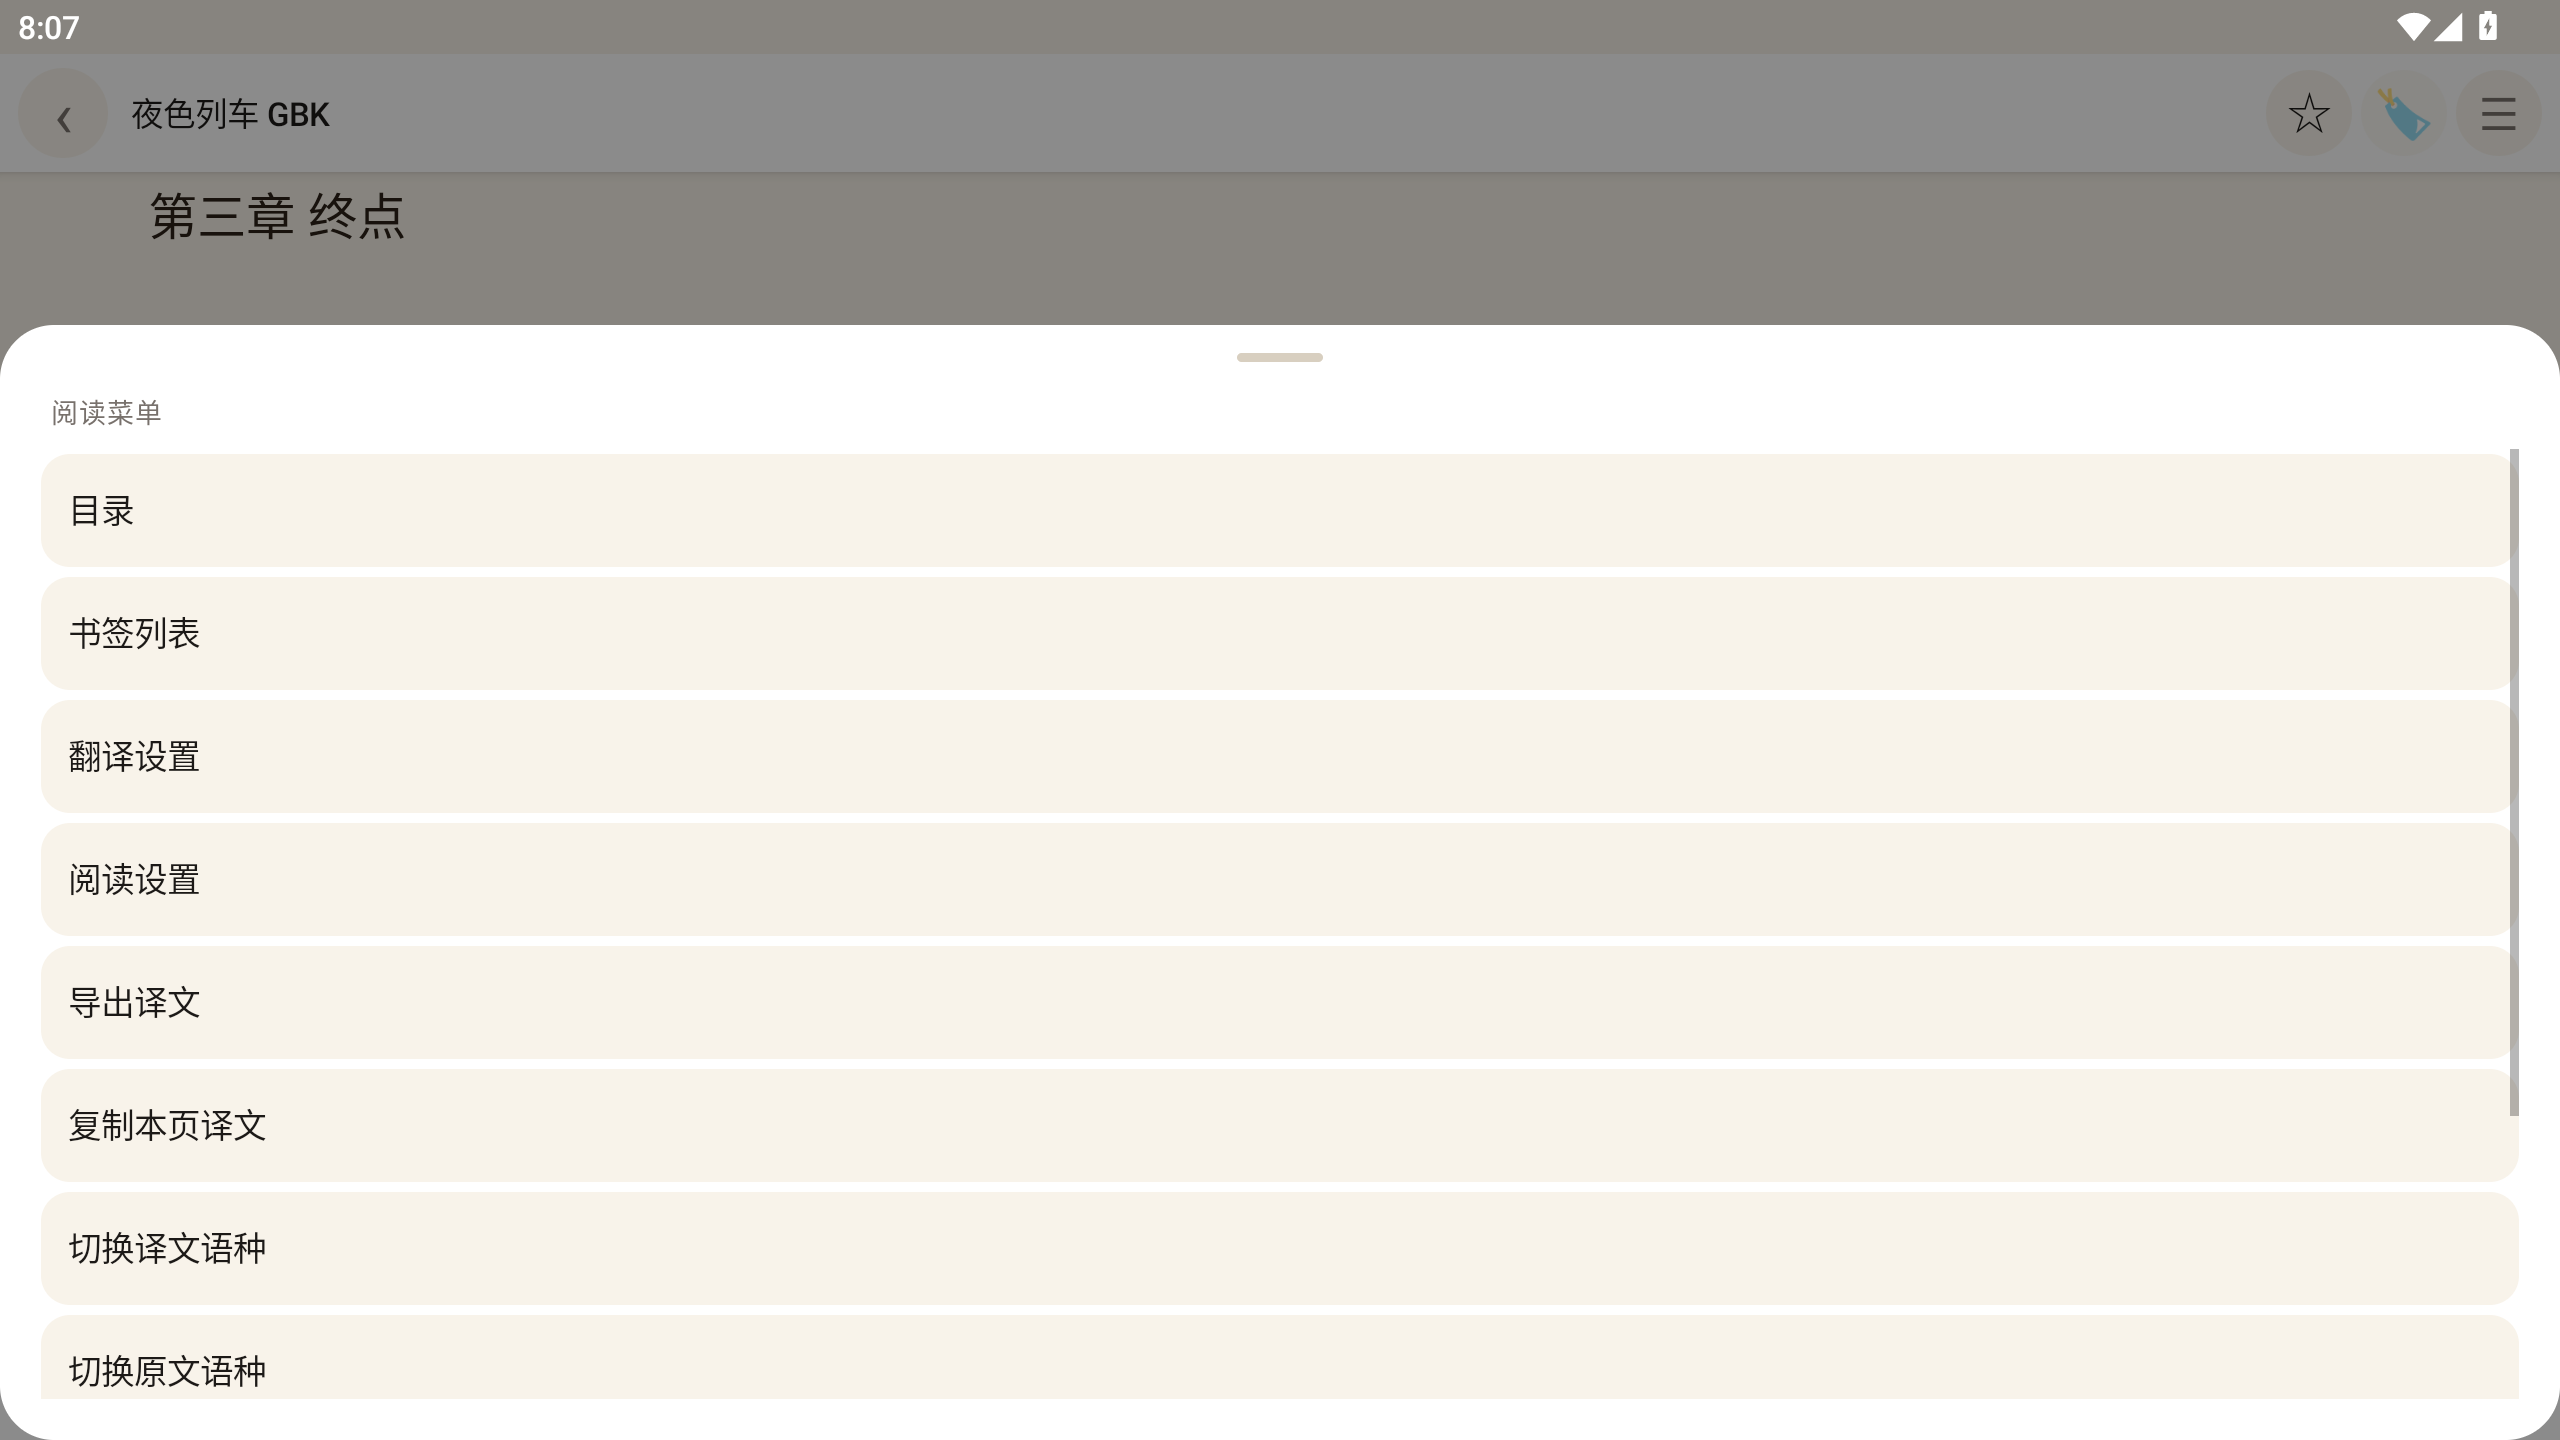 8:07
夜色列车 GBK
第三章 终点
阅读菜单
目录
书签列表
翻译设置
阅读设置
导出译文
复制本页译文
切换译文语种
切换原文语种